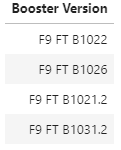 Booster Version
F9 FT B1022
F9 FT B1026
F9 FT B1021.2
F9 FT B1031.2